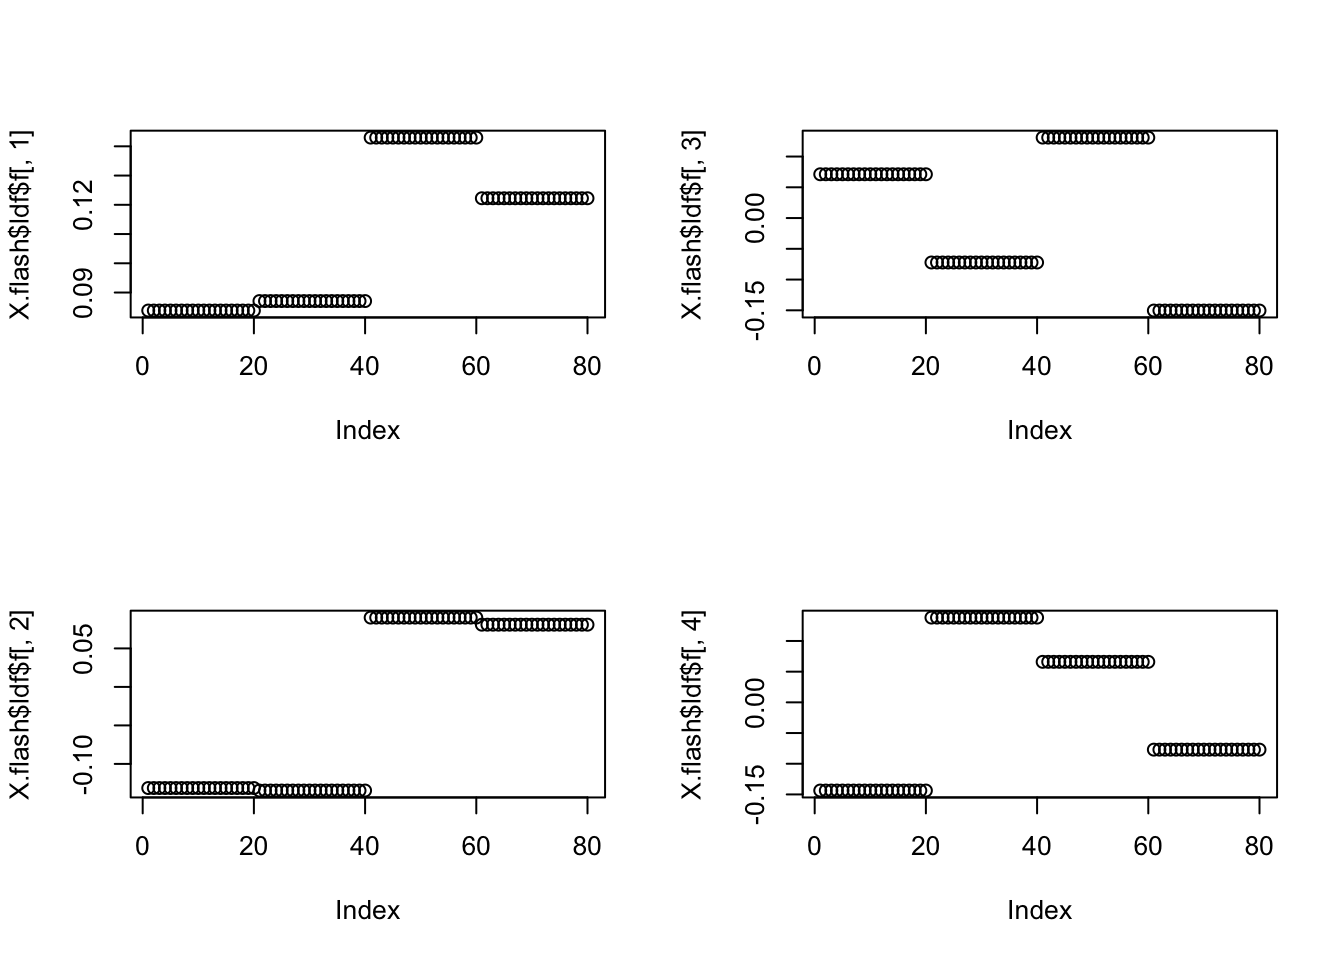 X.flash$ldf$f[, 1]
0.12
0.09
0 20 40 60 80
Index
X.flash$ldf$f[, 3]
0.00
-0.15
0 20 40 60 80
Index
X.flash$ldf$f[, 2]
0.05
-0.10
0 20 40 60 80
Index
X.flash$ldf$f[, 4]
0.00
-0.15
0 20 40 60 80
Index